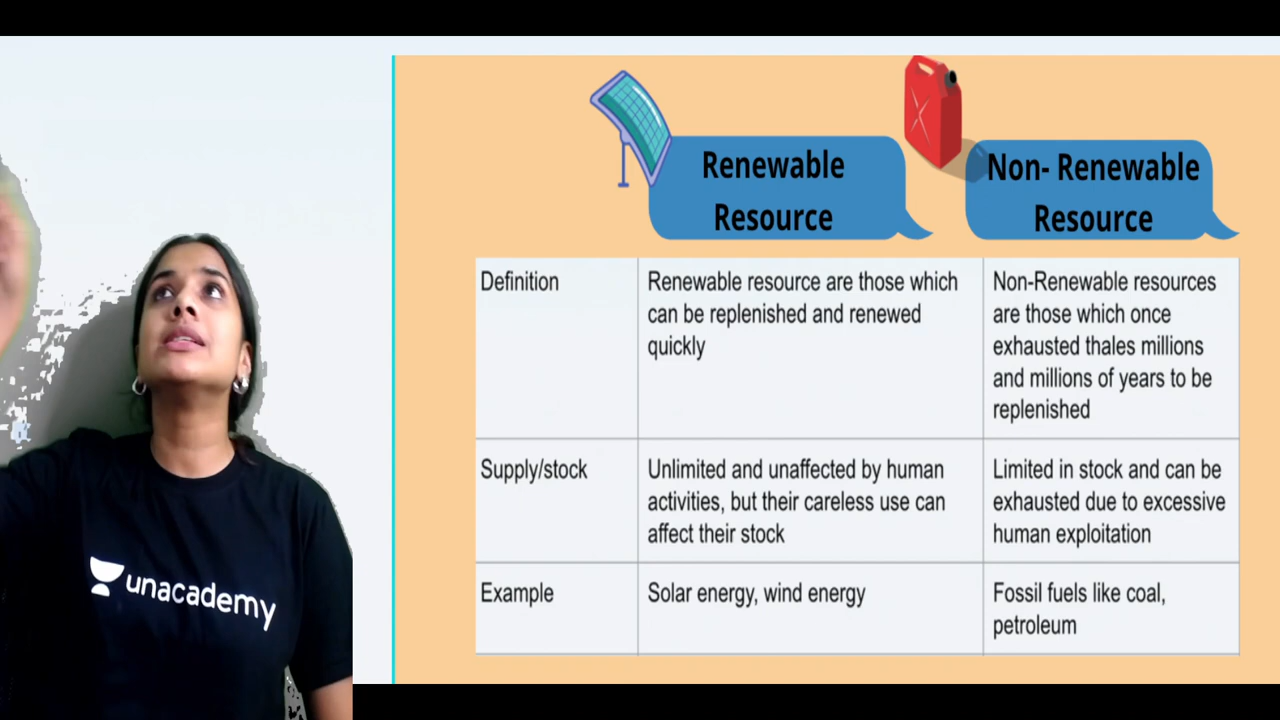 Renewable
Resource
Non- Renewable
Resource
Definition
Renewable resource are those which
can be replenished and renewed
quickly
Non-Renewable resources
are those which once
exhausted thales millions
and millions of years to be
replenished
Supply/stock
Unlimited and unaffected by human
activities, but their careless use can
affect their stock
Limited in stock and can be
exhausted due to excessive
human exploitation
Example
Solar energy, wind energy
Fossil fuels like coal,
petroleum
unacademy